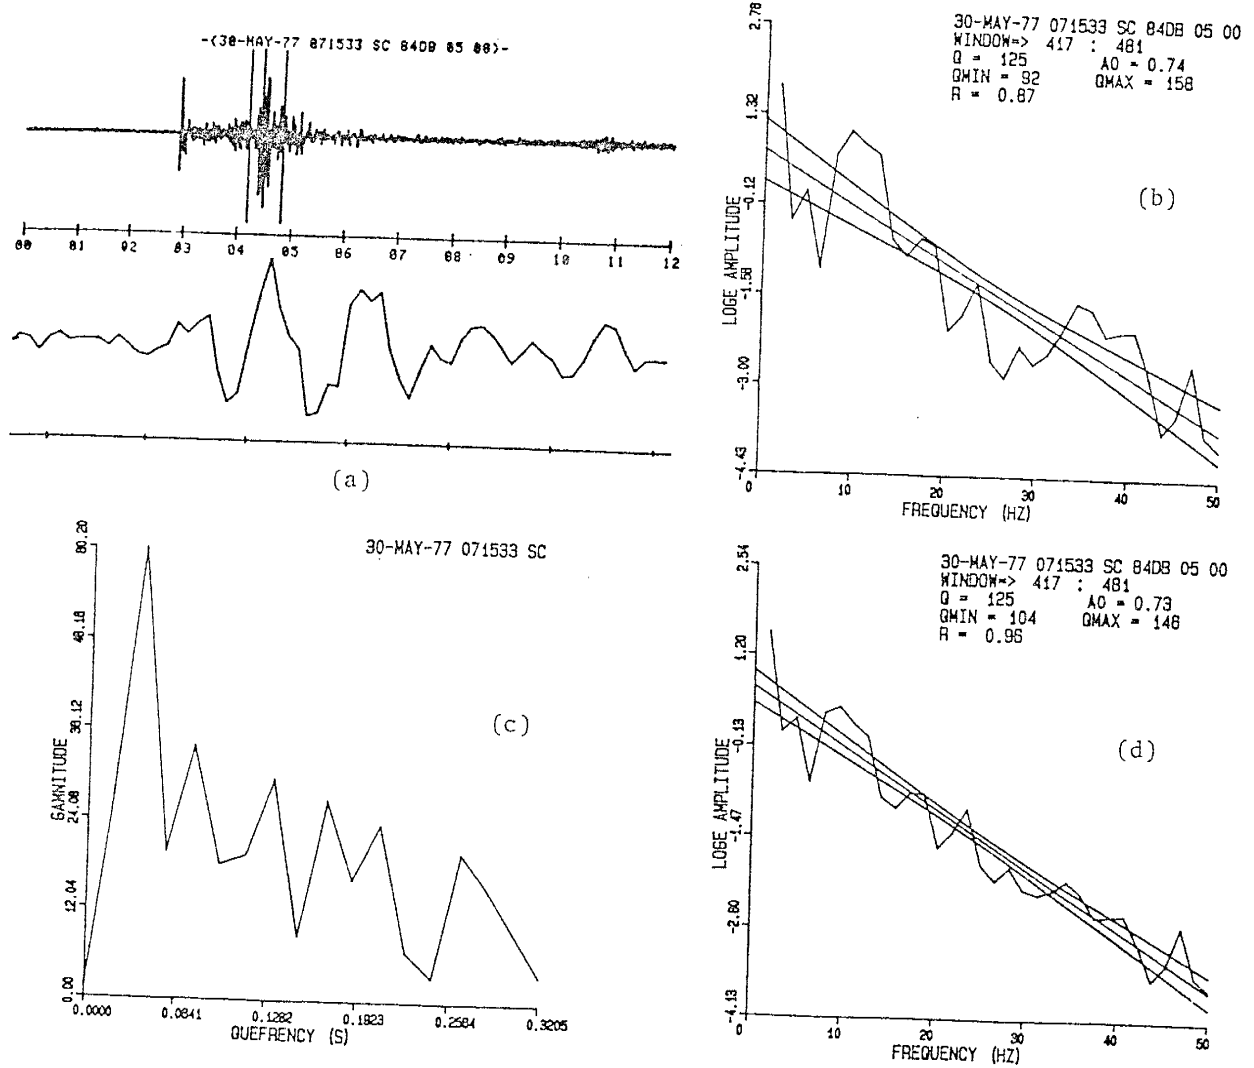 -<30-MAY-77 071533 SC 84DB 05 00>-
00 01 02 03 04 05 06 07 08 09 10 11 12
(a)
30-MAY-77 071533 SC 84DB 05 00
WINDOW=> 417 : 481
Q = 125 A0 = 0.74
QMIN = 92 QMAX = 158
R = 0.87
2.78
1.32
-0.12
-1.56
-3.00
-4.43
LOGE AMPLITUDE
(b)
0 10 20 30 40 50
FREQUENCY (HZ)
30-MAY-77 071533 SC
60.20
48.16
36.12
24.08
12.04
0.00
GAMNITUDE
(c)
0.0000 0.0641 0.1282 0.1923 0.2564 0.3205
QUEFRENCY (S)
30-MAY-77 071533 SC 84DB 05 00
WINDOW=> 417 : 481
Q = 125 A0 = 0.73
QMIN = 104 QMAX = 146
R = 0.96
2.54
1.20
-0.13
-1.47
-2.80
-4.13
LOGE AMPLITUDE
(d)
0 10 20 30 40 50
FREQUENCY (HZ)